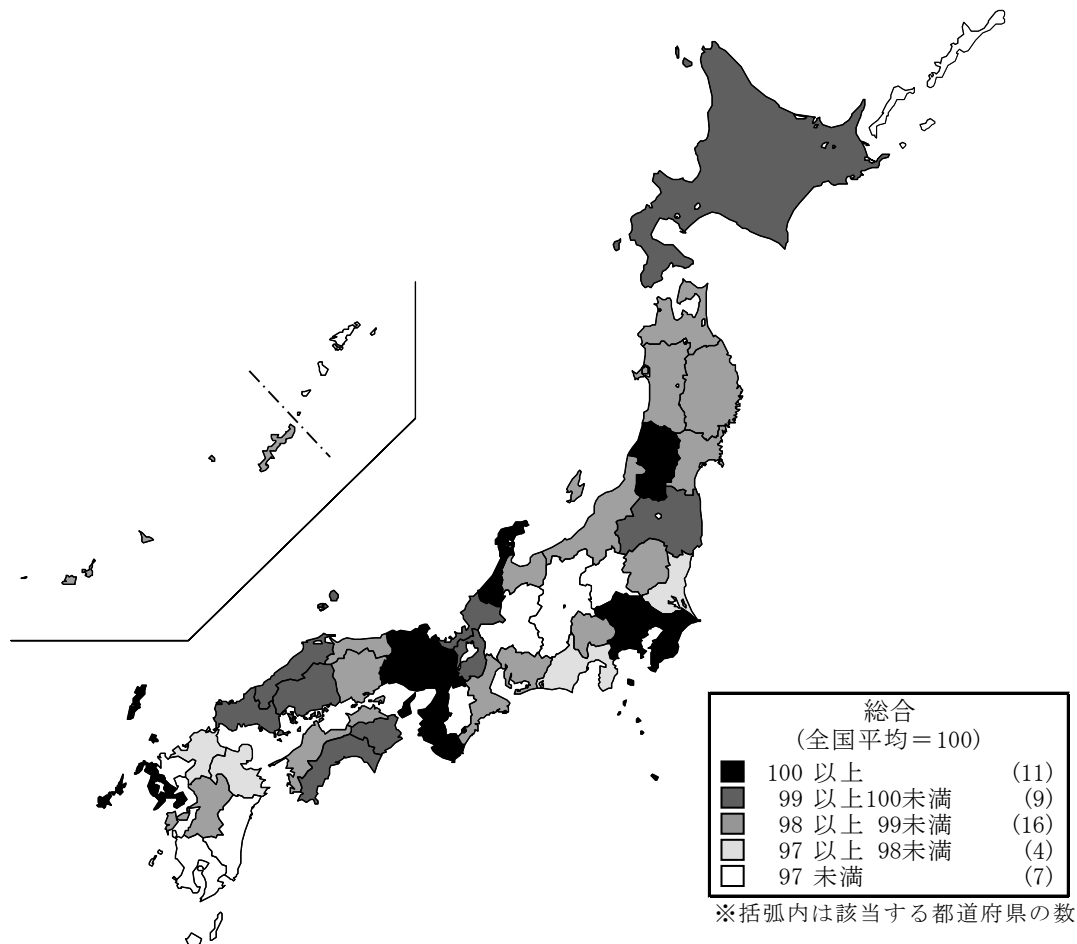 総合
(全国平均＝100)
100 以上 (11)
99 以上100未満 (9)
98 以上 99未満 (16)
97 以上 98未満 (4)
97 未満 (7)
※括弧内は該当する都道府県の数